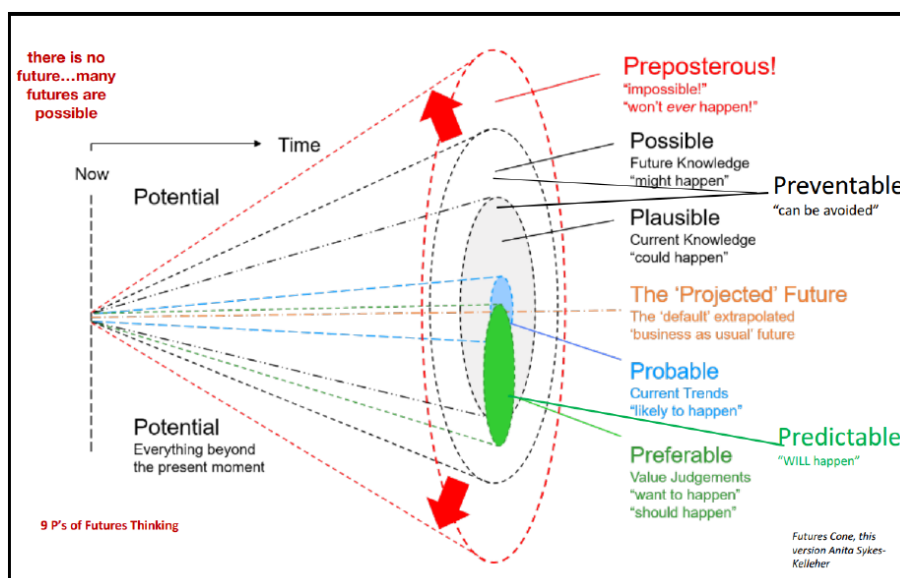 there is no
future...many
futures are
possible
Time
Now
Potential
Potential
Everything beyond
the present moment
9 P's of Futures Thinking
Preposterous!
"impossible!"
"won't ever happen!"
Possible
Future Knowledge
"might happen"
Preventable
"can be avoided"
Plausible
Current Knowledge
"could happen"
The 'Projected' Future
The 'default' extrapolated
'business as usual' future
Probable
Current Trends
"likely to happen"
Predictable
"WILL happen"
Preferable
Value Judgements
"want to happen"
"should happen"
Futures Cone, this
version Anita Sykes-
Kelleher